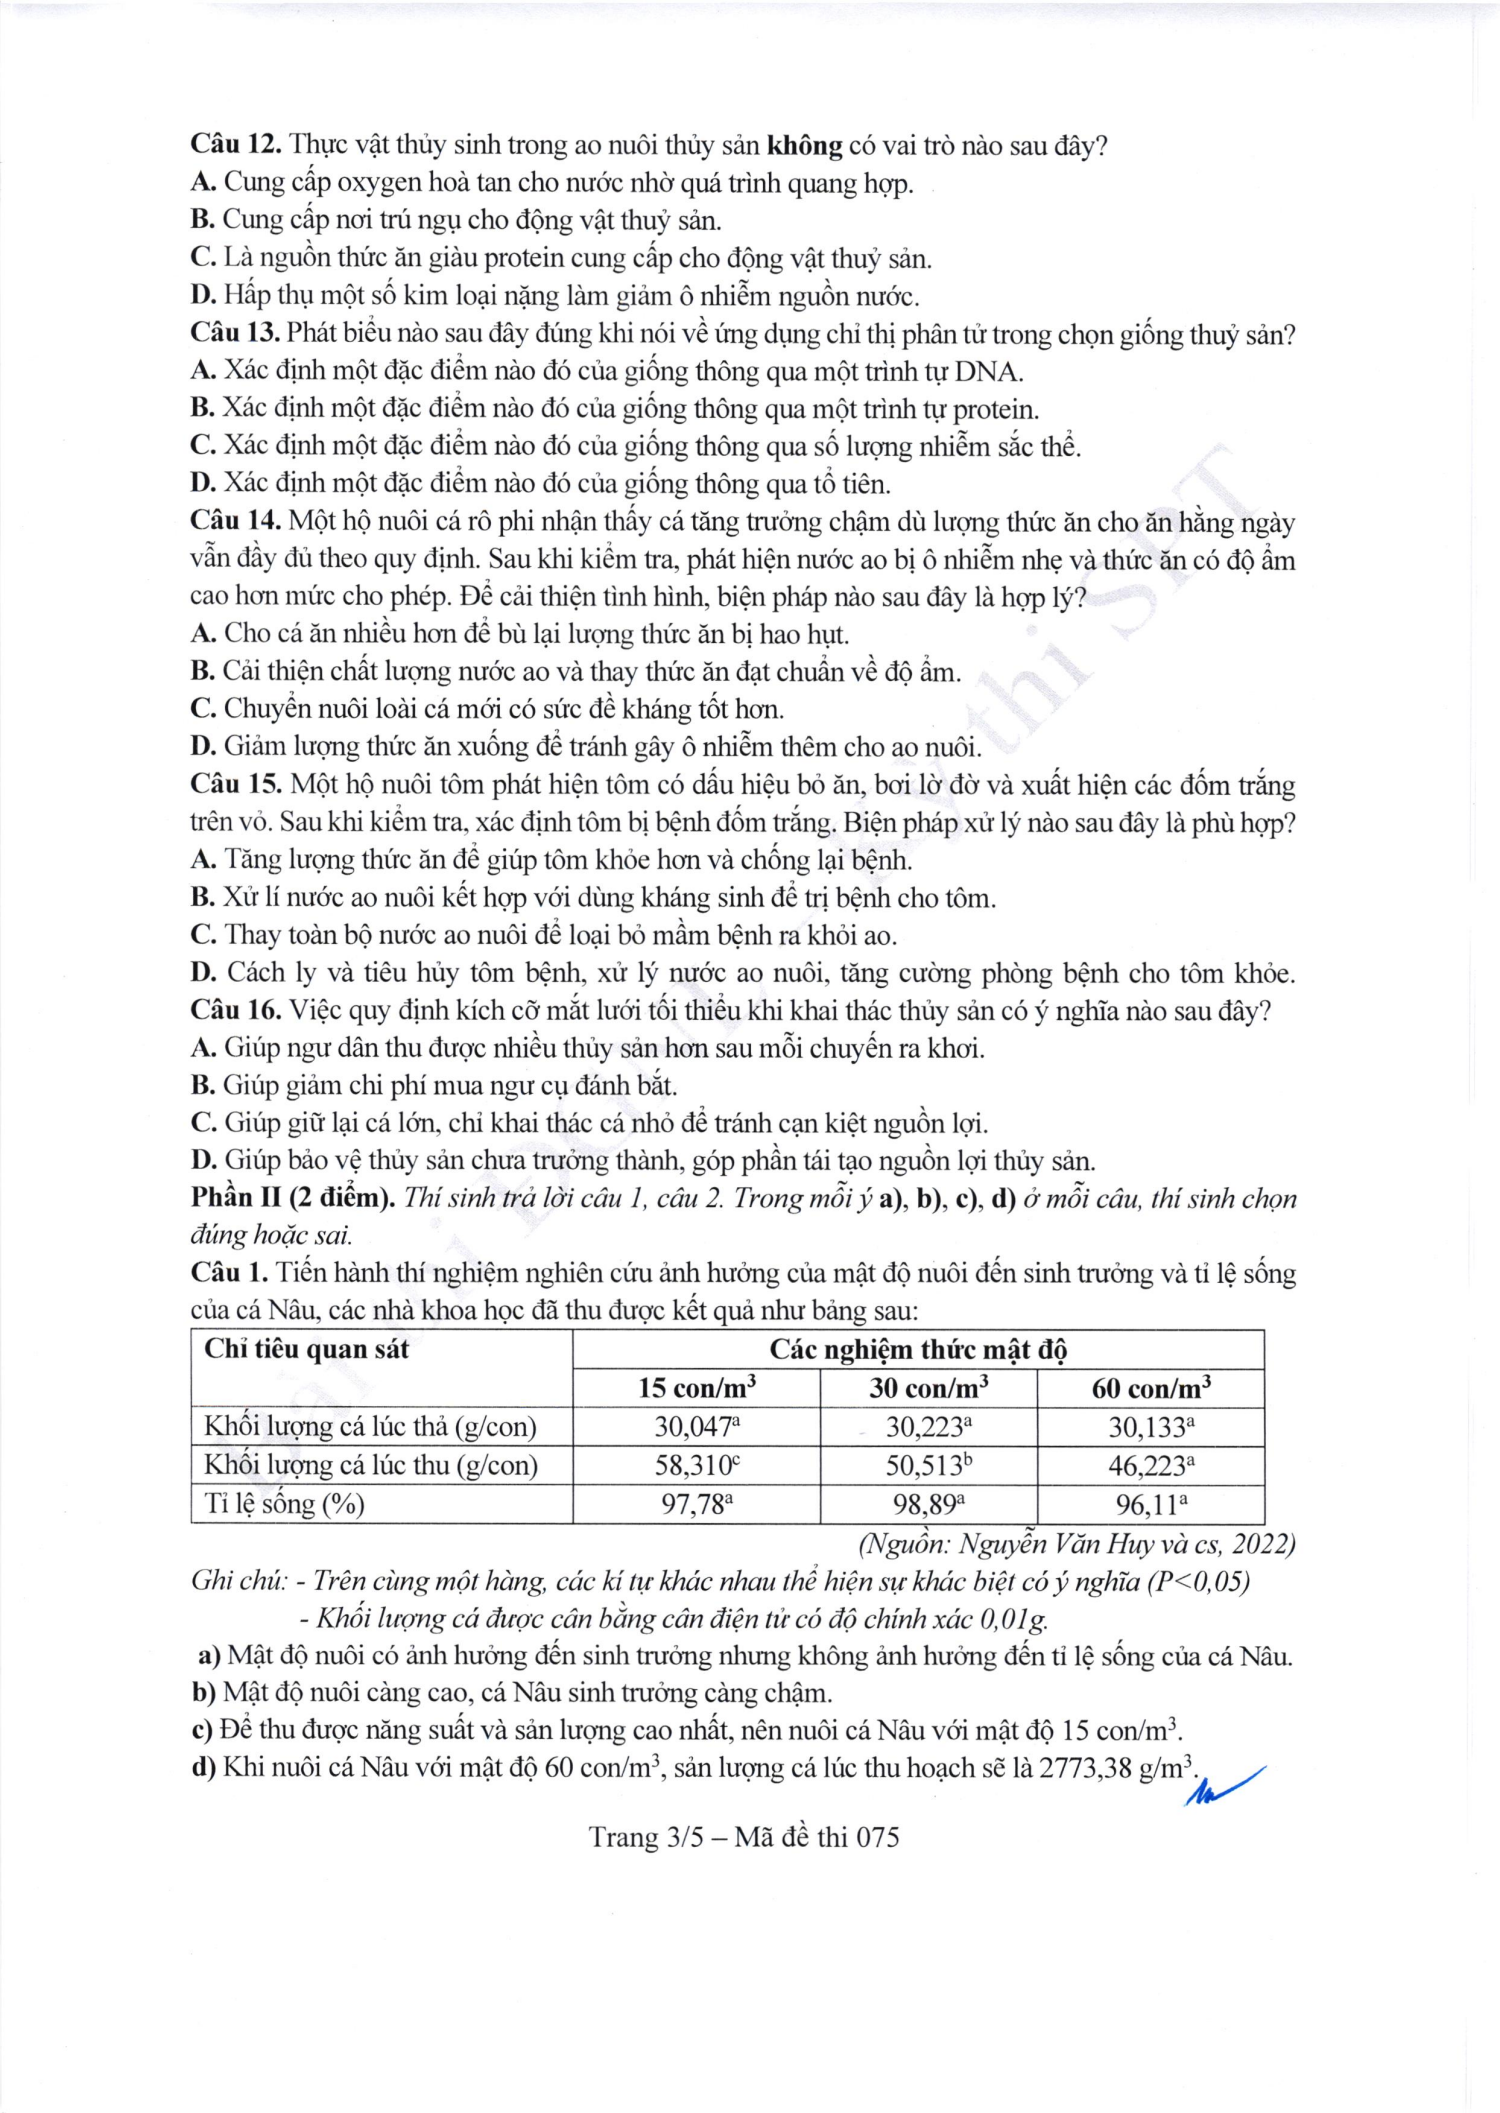 Câu 12. Thực vật thủy sinh trong ao nuôi thủy sản không có vai trò nào sau đây?
A. Cung cấp oxygen hoà tan cho nước nhờ quá trình quang hợp.
B. Cung cấp nơi trú ngụ cho động vật thuỷ sản.
C. Là nguồn thức ăn giàu protein cung cấp cho động vật thuỷ sản.
D. Hấp thụ một số kim loại nặng làm giảm ô nhiễm nguồn nước.
Câu 13. Phát biểu nào sau đây đúng khi nói về ứng dụng chỉ thị phân tử trong chọn giống thuỷ sản?
A. Xác định một đặc điểm nào đó của giống thông qua một trình tự DNA.
B. Xác định một đặc điểm nào đó của giống thông qua một trình tự protein.
C. Xác định một đặc điểm nào đó của giống thông qua số lượng nhiễm sắc thể.
D. Xác định một đặc điểm nào đó của giống thông qua tổ tiên.
Câu 14. Một hộ nuôi cá rô phi nhận thấy cá tăng trưởng chậm dù lượng thức ăn cho ăn hằng ngày
vẫn đầy đủ theo quy định. Sau khi kiểm tra, phát hiện nước ao bị ô nhiễm nhẹ và thức ăn có độ ẩm
cao hơn mức cho phép. Để cải thiện tình hình, biện pháp nào sau đây là hợp lý?
A. Cho cá ăn nhiều hơn để bù lại lượng thức ăn bị hao hụt.
B. Cải thiện chất lượng nước ao và thay thức ăn đạt chuẩn về độ ẩm.
C. Chuyển nuôi loài cá mới có sức đề kháng tốt hơn.
D. Giảm lượng thức ăn xuống để tránh gây ô nhiễm thêm cho ao nuôi.
Câu 15. Một hộ nuôi tôm phát hiện tôm có dấu hiệu bỏ ăn, bơi lờ đờ và xuất hiện các đốm trắng
trên vỏ. Sau khi kiểm tra, xác định tôm bị bệnh đốm trắng. Biện pháp xử lý nào sau đây là phù hợp?
A. Tăng lượng thức ăn để giúp tôm khỏe hơn và chống lại bệnh.
B. Xử lí nước ao nuôi kết hợp với dùng kháng sinh để trị bệnh cho tôm.
C. Thay toàn bộ nước ao nuôi để loại bỏ mầm bệnh ra khỏi ao.
D. Cách ly và tiêu hủy tôm bệnh, xử lý nước ao nuôi, tăng cường phòng bệnh cho tôm khỏe.
Câu 16. Việc quy định kích cỡ mắt lưới tối thiểu khi khai thác thủy sản có ý nghĩa nào sau đây?
A. Giúp ngư dân thu được nhiều thủy sản hơn sau mỗi chuyến ra khơi.
B. Giúp giảm chi phí mua ngư cụ đánh bắt.
C. Giúp giữ lại cá lớn, chỉ khai thác cá nhỏ để tránh cạn kiệt nguồn lợi.
D. Giúp bảo vệ thủy sản chưa trưởng thành, góp phần tái tạo nguồn lợi thủy sản.
Phần II (2 điểm). Thí sinh trả lời câu 1, câu 2. Trong mỗi ý a), b), c), d) ở mỗi câu, thí sinh chọn
đúng hoặc sai.
Câu 1. Tiến hành thí nghiệm nghiên cứu ảnh hưởng của mật độ nuôi đến sinh trưởng và tỉ lệ sống
của cá Nâu, các nhà khoa học đã thu được kết quả như bảng sau:
Chỉ tiêu quan sát Các nghiệm thức mật độ
15 con/m³ 30 con/m³ 60 con/m³
Khối lượng cá lúc thả (g/con) 30,047ᵃ 30,223ᵃ 30,133ᵃ
Khối lượng cá lúc thu (g/con) 58,310ᶜ 50,513ᵇ 46,223ᵃ
Tỉ lệ sống (%) 97,78ᵃ 98,89ᵃ 96,11ᵃ
(Nguồn: Nguyễn Văn Huy và cs, 2022)
Ghi chú: - Trên cùng một hàng, các kí tự khác nhau thể hiện sự khác biệt có ý nghĩa (P<0,05)
- Khối lượng cá được cân bằng cân điện tử có độ chính xác 0,01g.
a) Mật độ nuôi có ảnh hưởng đến sinh trưởng nhưng không ảnh hưởng đến tỉ lệ sống của cá Nâu.
b) Mật độ nuôi càng cao, cá Nâu sinh trưởng càng chậm.
c) Để thu được năng suất và sản lượng cao nhất, nên nuôi cá Nâu với mật độ 15 con/m³.
d) Khi nuôi cá Nâu với mật độ 60 con/m³, sản lượng cá lúc thu hoạch sẽ là 2773,38 g/m³.
Trang 3/5 – Mã đề thi 075